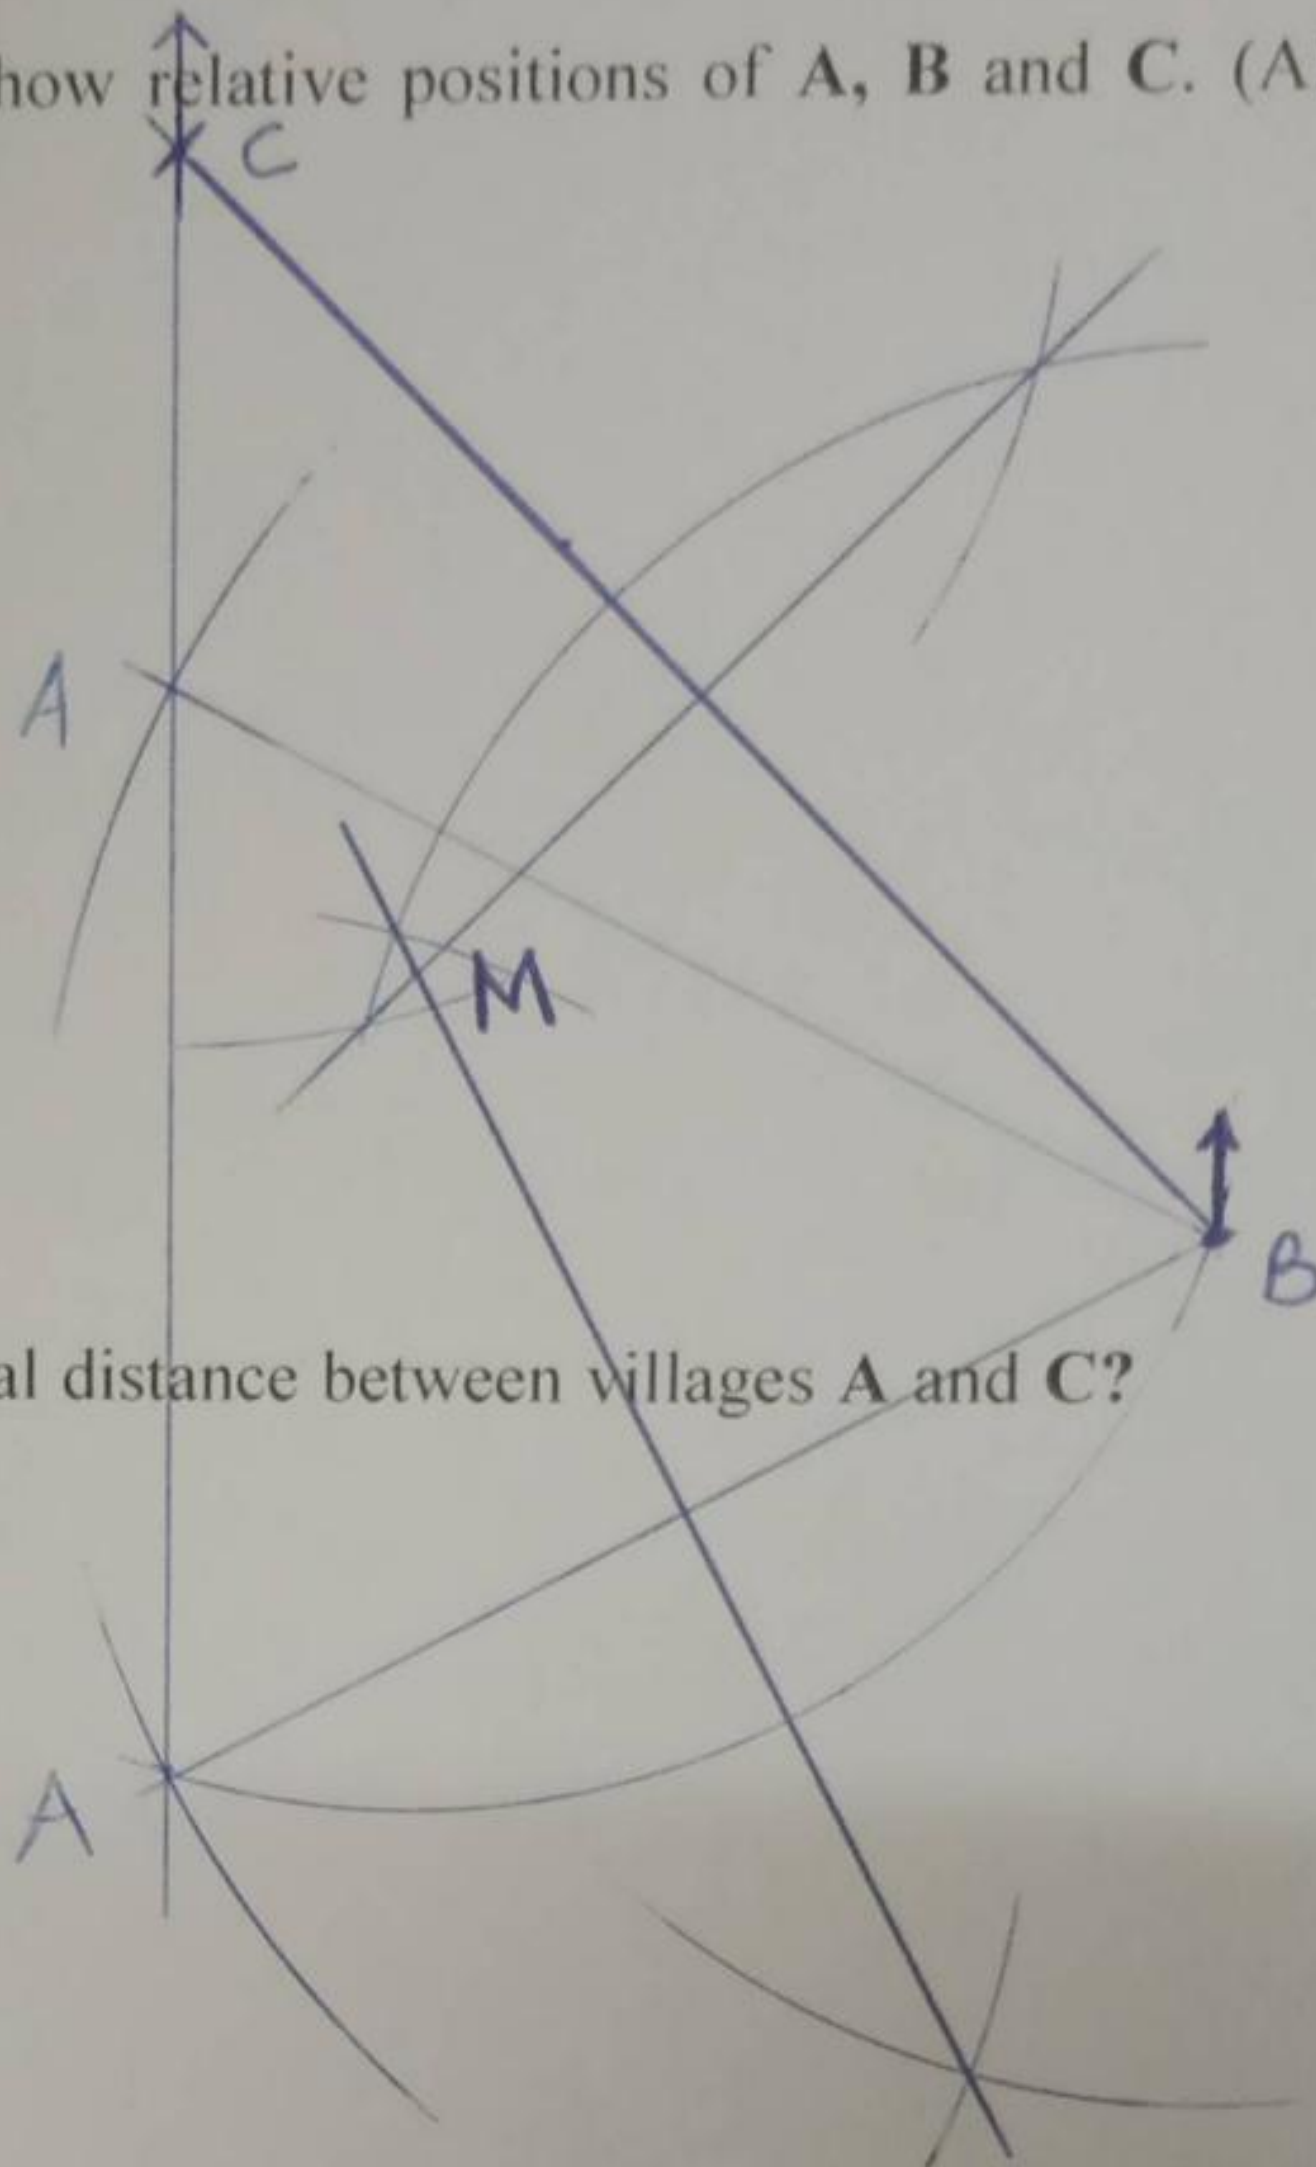 how relative positions of A, B and C. (A
C
A
M
B
al distance between villages A and C?
A